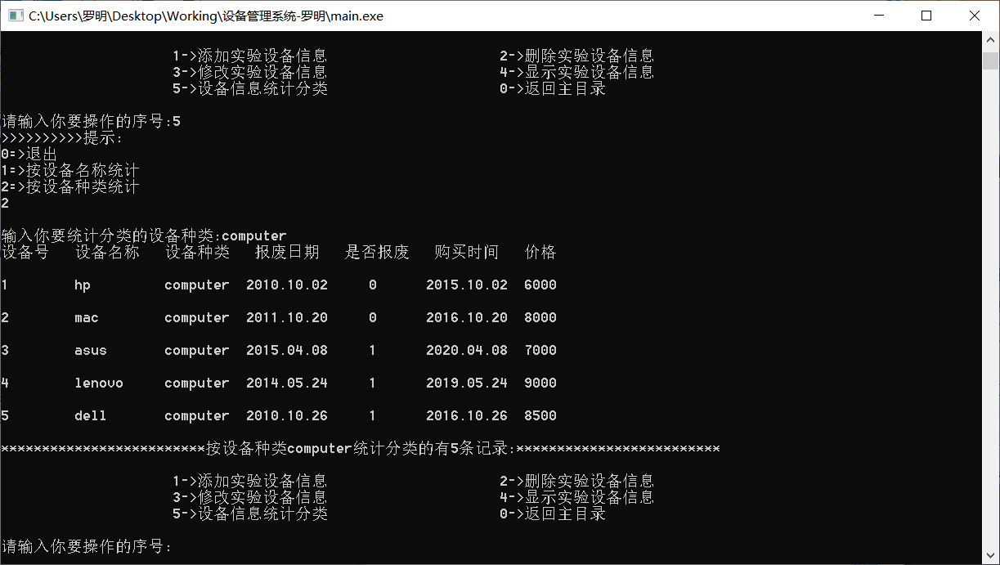 C:\Users\罗明\Desktop\Working\设备管理系统-罗明\main.exe
1->添加实验设备信息 2->删除实验设备信息
3->修改实验设备信息 4->显示实验设备信息
5->设备信息统计分类 0->返回主目录
请输入你要操作的序号:5
>>>>>>>>>>提示:
0=>退出
1=>按设备名称统计
2=>按设备种类统计
2
输入你要统计分类的设备种类:computer
设备号 设备名称 设备种类 报废日期 是否报废 购买时间 价格
1 hp computer 2010.10.02 0 2015.10.02 6000
2 mac computer 2011.10.20 0 2016.10.20 8000
3 asus computer 2015.04.08 1 2020.04.08 7000
4 lenovo computer 2014.05.24 1 2019.05.24 9000
5 dell computer 2010.10.26 1 2016.10.26 8500
*************************按设备种类computer统计分类的有5条记录:*************************
1->添加实验设备信息 2->删除实验设备信息
3->修改实验设备信息 4->显示实验设备信息
5->设备信息统计分类 0->返回主目录
请输入你要操作的序号: